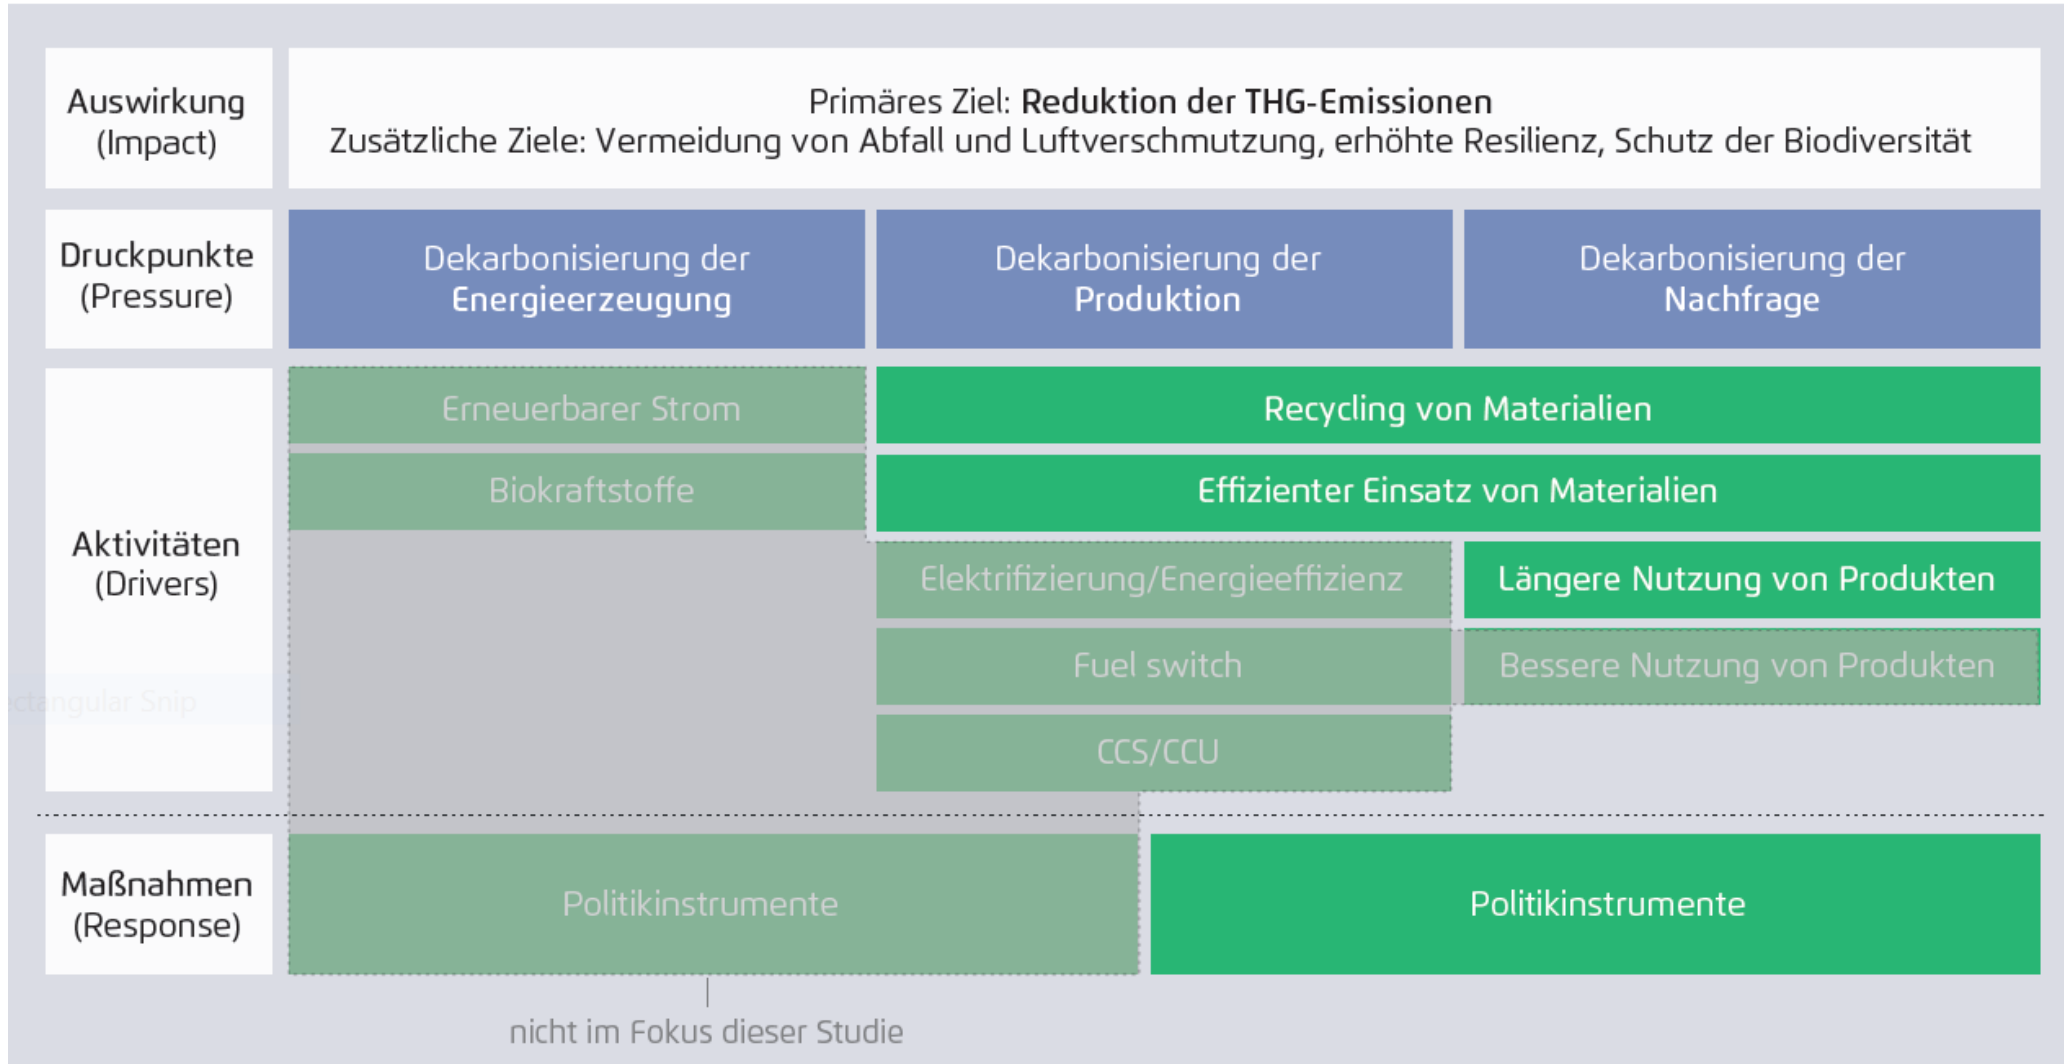 Auswirkung
(Impact)
Primäres Ziel: Reduktion der THG-Emissionen
Zusätzliche Ziele: Vermeidung von Abfall und Luftverschmutzung, erhöhte Resilienz, Schutz der Biodiversität
Druckpunkte
(Pressure)
Dekarbonisierung der
Energieerzeugung
Dekarbonisierung der
Produktion
Dekarbonisierung der
Nachfrage
Aktivitäten
(Drivers)
Erneuerbarer Strom
Recycling von Materialien
Biokraftstoffe
Effizienter Einsatz von Materialien
Elektrifizierung/Energieeffizienz
Längere Nutzung von Produkten
Fuel switch
Bessere Nutzung von Produkten
Snip
CCS/CCU
Maßnahmen
(Response)
Politikinstrumente
Politikinstrumente
nicht im Fokus dieser Studie